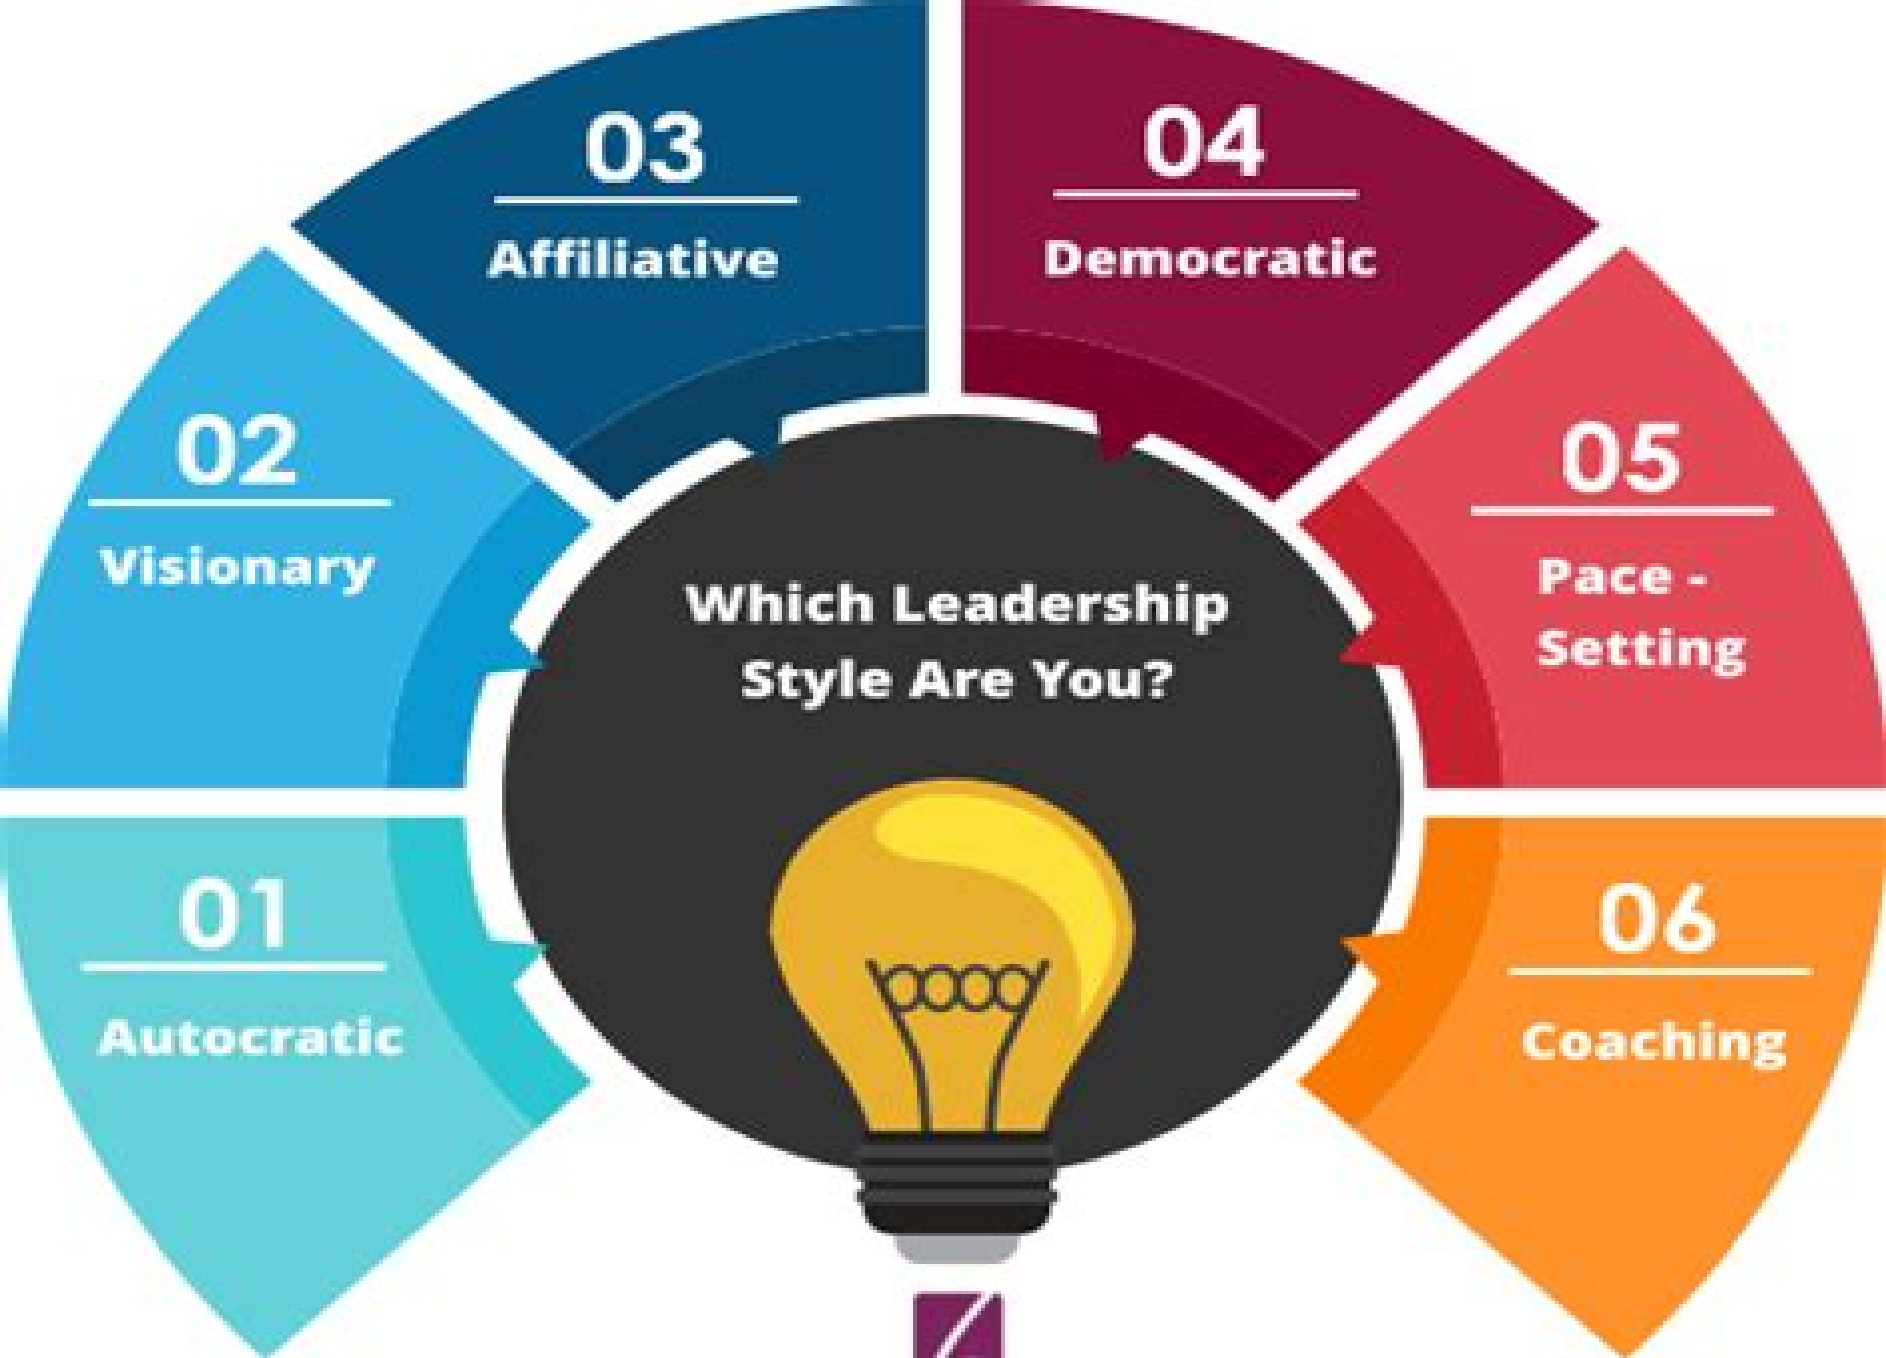 03
Affiliative
04
Democratic
02
Visionary
05
Pace -
Setting
Which Leadership
Style Are You?
01
Autocratic
06
Coaching